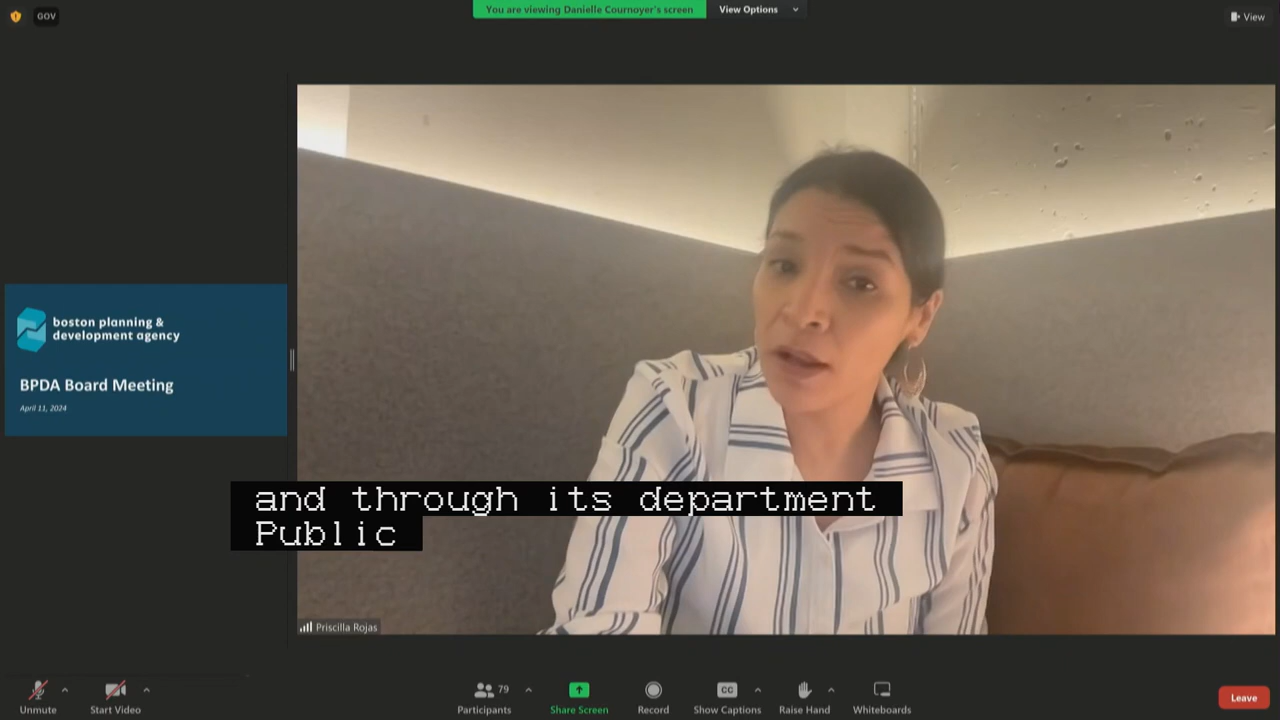 GOV
You are viewing Danielle Cournoyer's screen
View Options
View
boston planning &
development agency
BPDA Board Meeting
April 11, 2024
and through its department
Public
Priscilla Rojas
Unmute
Start Video
79
Participants
Share Screen
Record
CC
Show Captions
Raise Hand
Whiteboards
Leave